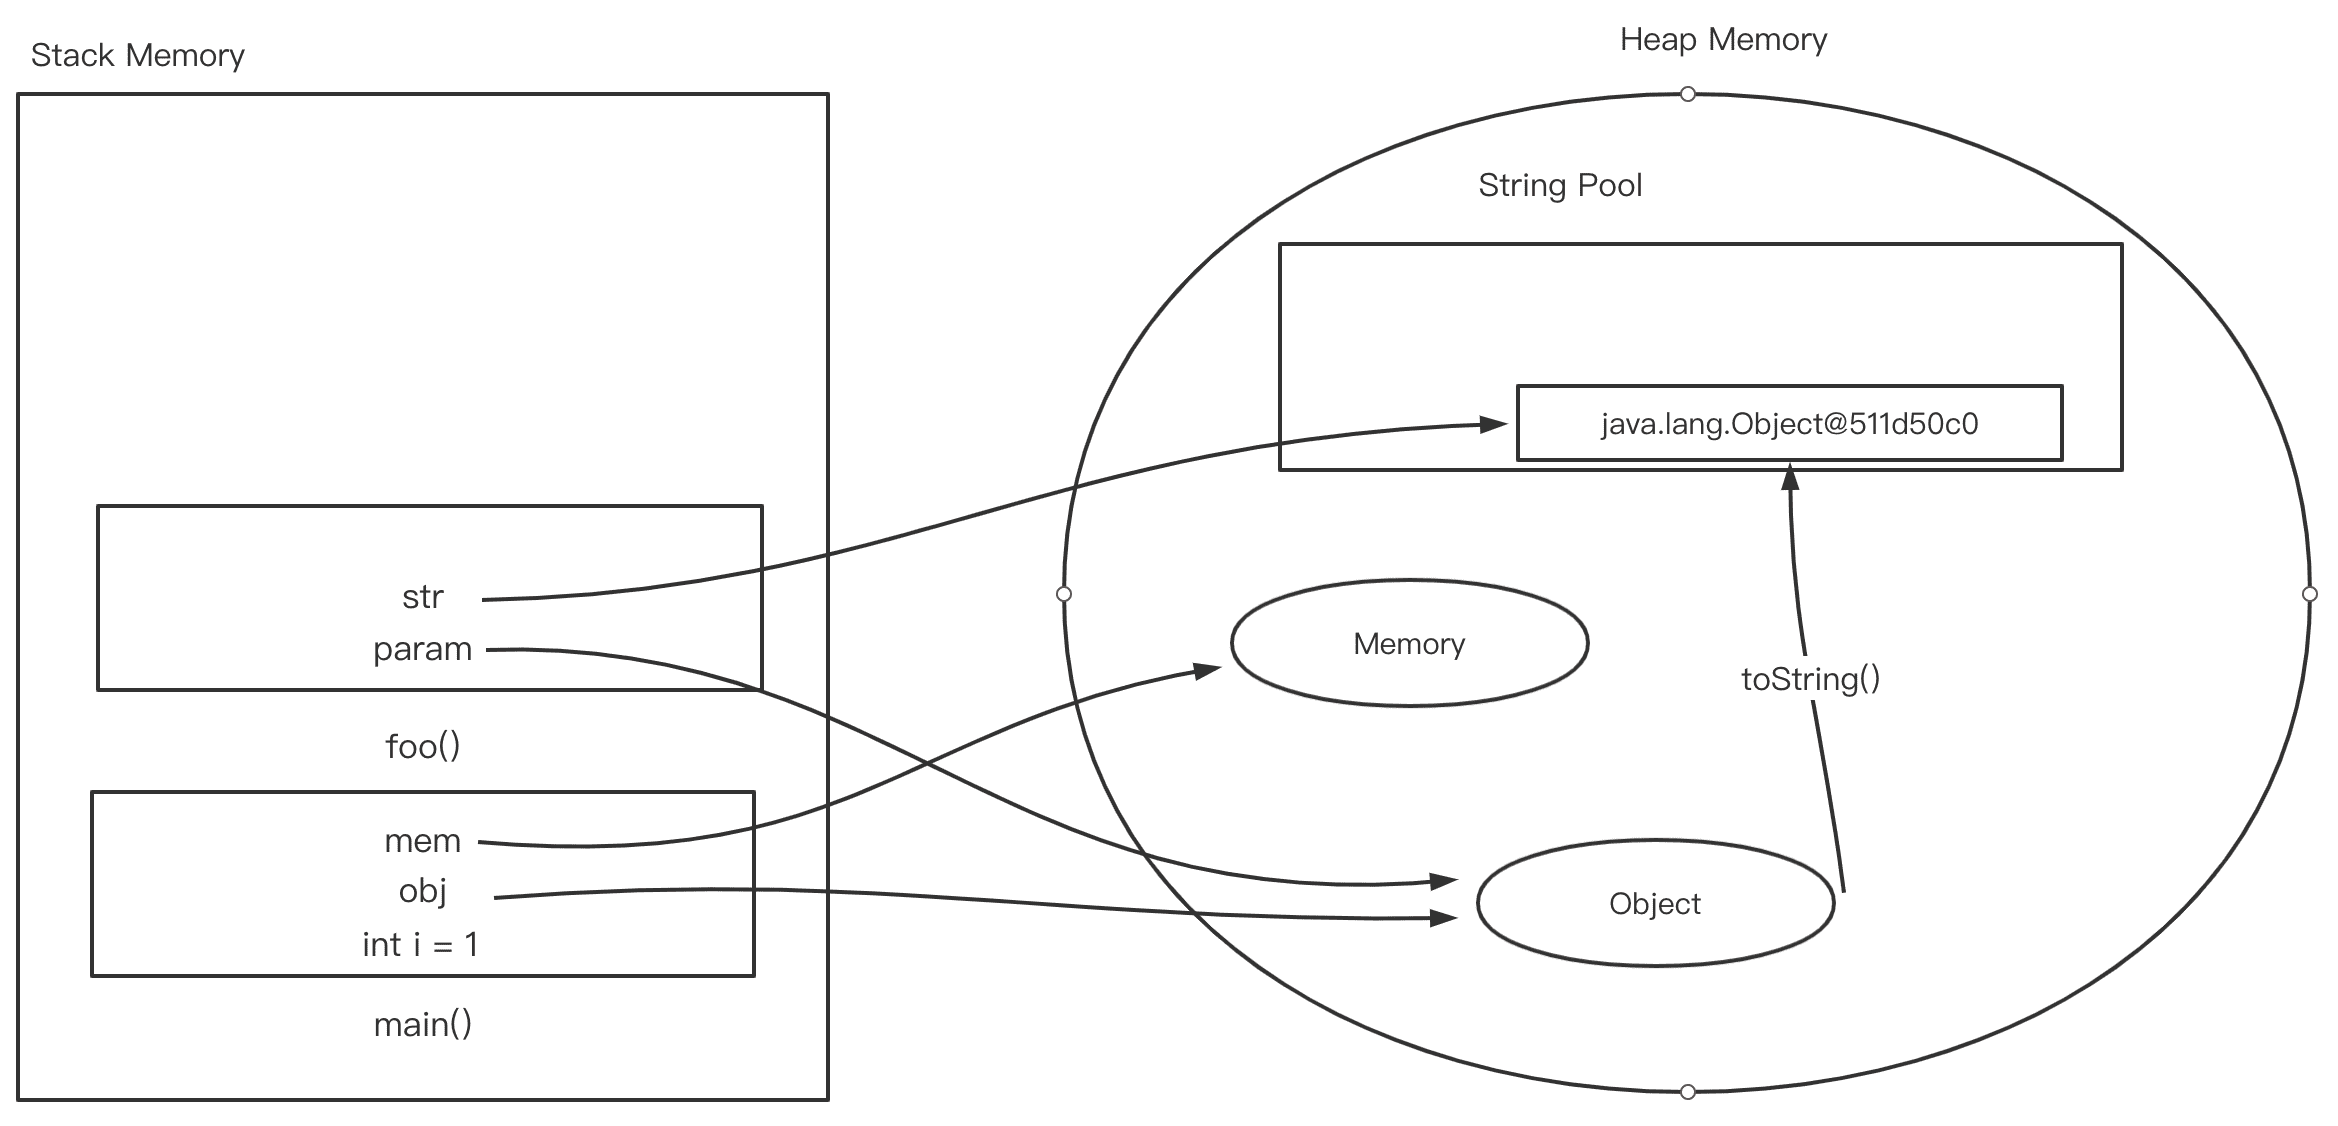 Stack Memory
str
param
foo()
mem
obj
int i = 1
main()
Heap Memory
String Pool
java.lang.Object@511d50c0
Memory
toString()
Object